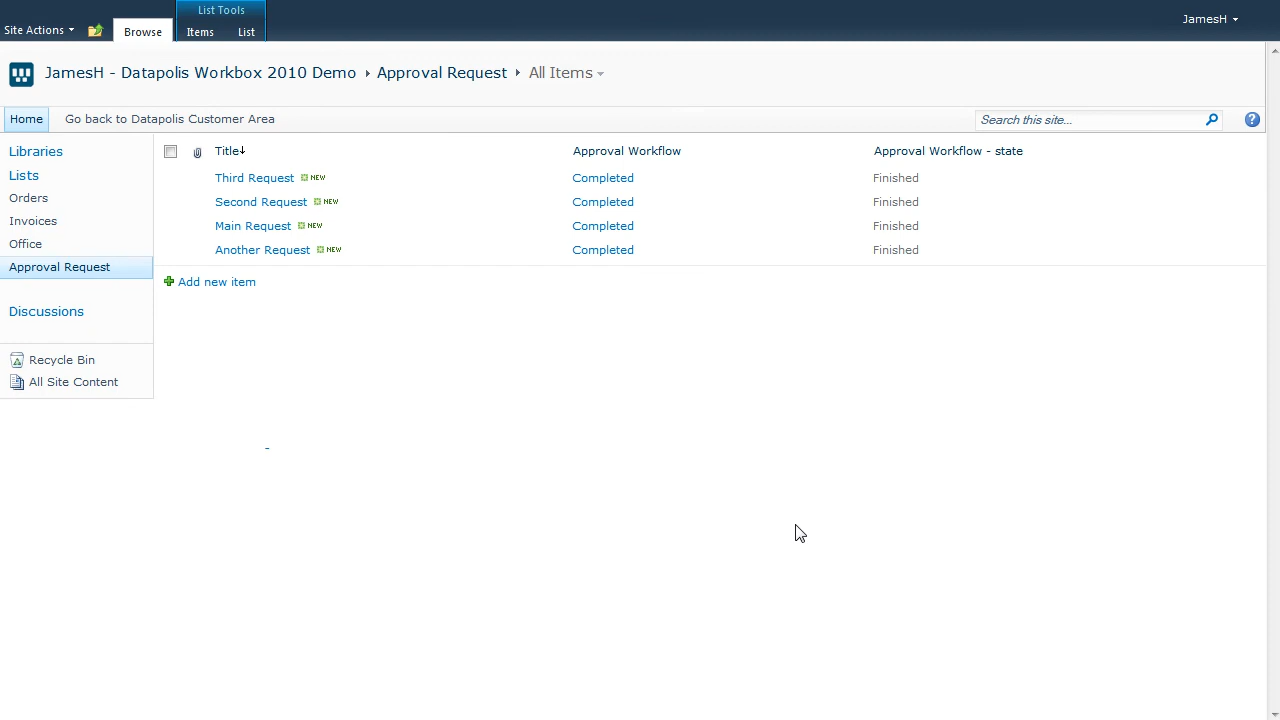 List Tools
Site Actions
Browse
Items
List
JamesH
JamesH - Datapolis Workbox 2010 Demo
Approval Request
All Items
Home
Go back to Datapolis Customer Area
Search this site...
Libraries
Lists
Orders
Invoices
Office
Approval Request
Discussions
Recycle Bin
All Site Content
Title Approval Workflow Approval Workflow - state
Third Request NEW Completed Finished
Second Request NEW Completed Finished
Main Request NEW Completed Finished
Another Request NEW Completed Finished
Add new item
-